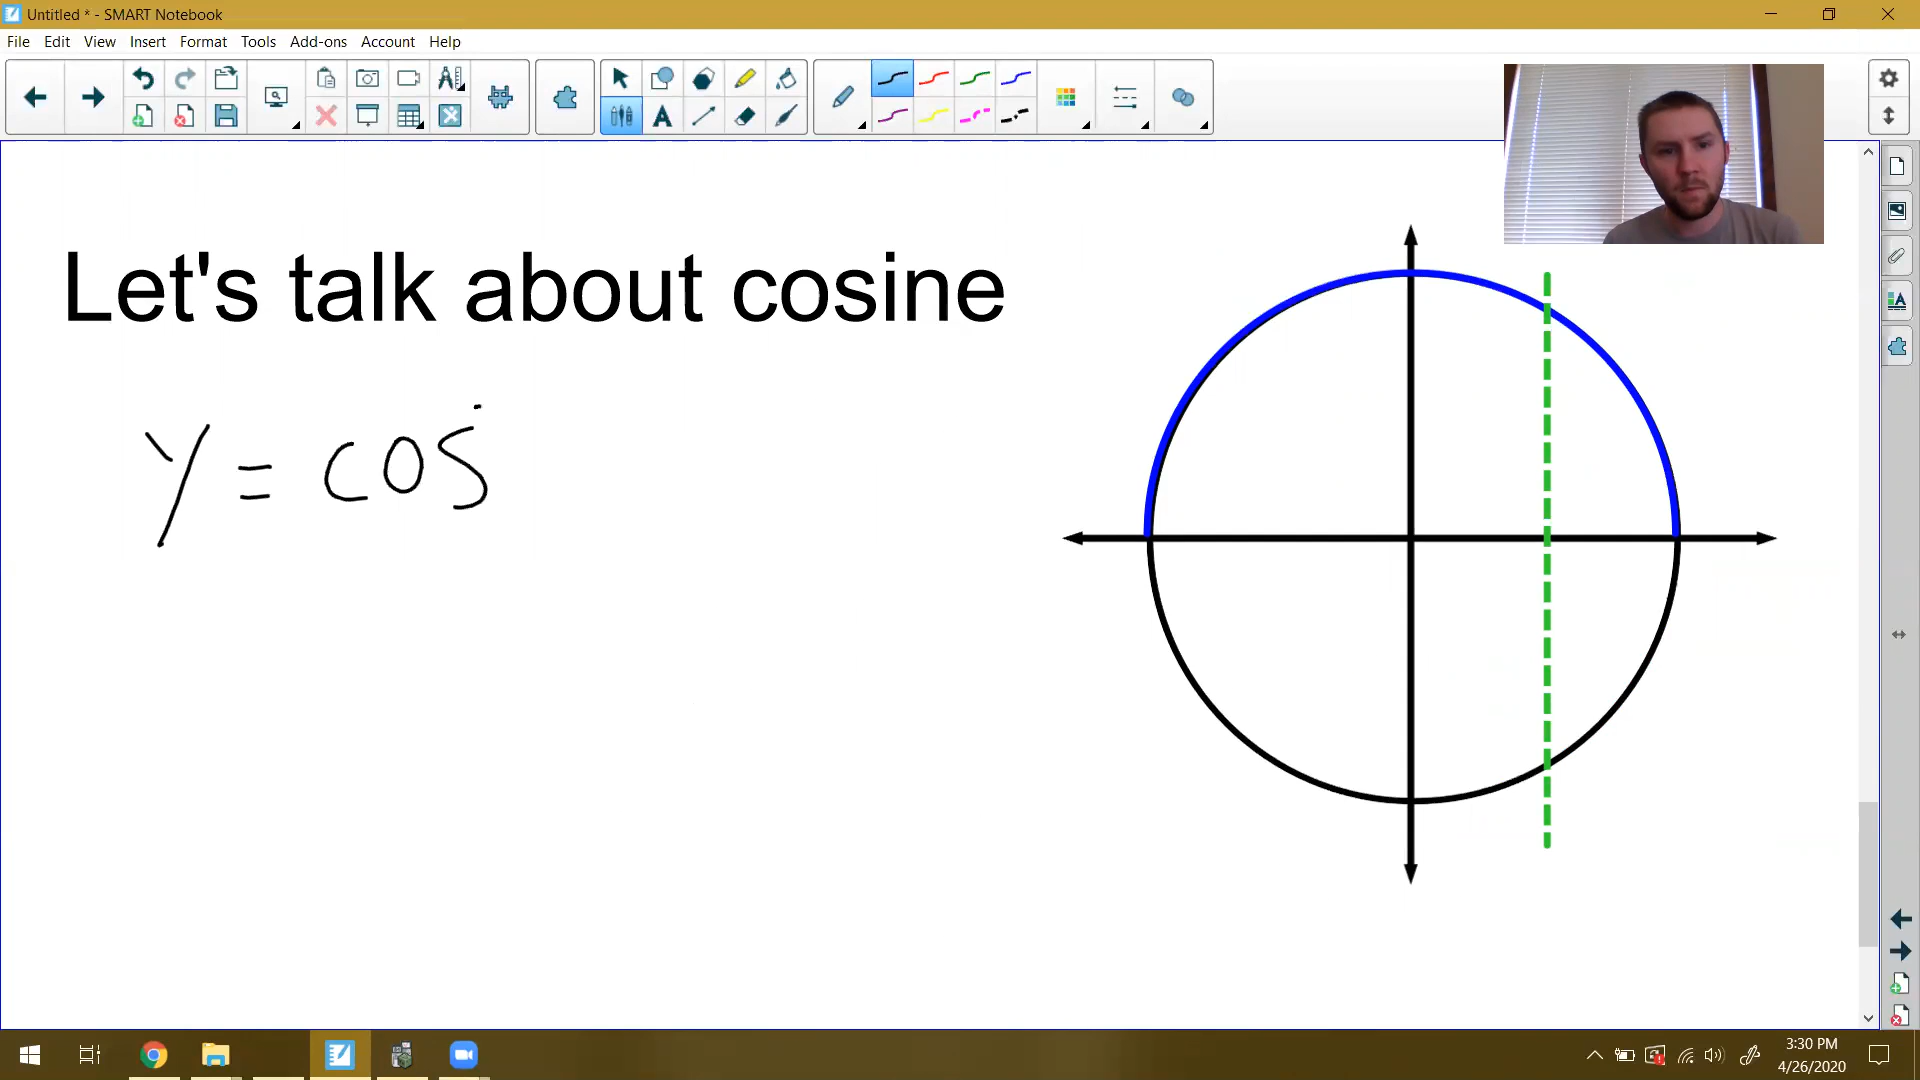 Untitled * - SMART Notebook
File Edit View Insert Format Tools Add-ons Account Help
Let's talk about cosine
y = cos
3:30 PM
4/26/2020